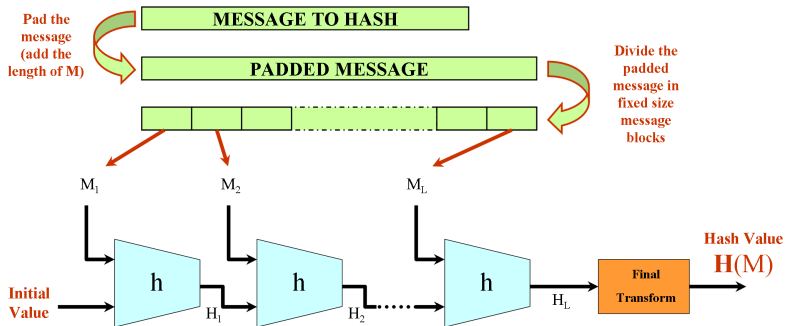 Pad the
message
(add the
length of M)
MESSAGE TO HASH
PADDED MESSAGE
Divide the
padded
message in
fixed size
message
blocks
M1
M2
ML
h
h
h
Initial
Value
H1
H2
HL
Final
Transform
Hash Value
H(M)